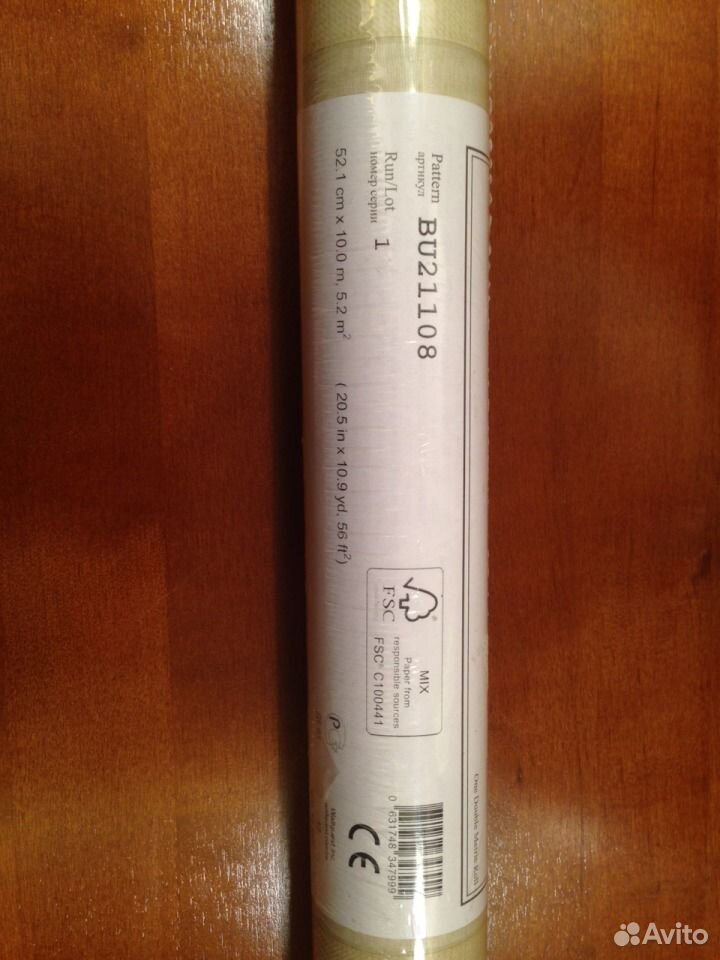 One Double Metric Roll
Pattern BU21108
артикул
Run/Lot 1
номер серии
52.1 cm x 10.0 m, 5.2 m² ( 20.5 in x 10.9 yd, 56 ft²)
FSC®
MIX
Paper from
responsible sources
FSC® C100441
0 631748 347999
CE
Avito